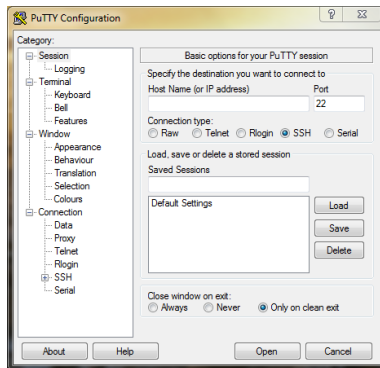 PuTTY Configuration
Category:
Session
Logging
Terminal
Keyboard
Bell
Features
Window
Appearance
Behaviour
Translation
Selection
Colours
Connection
Data
Proxy
Telnet
Rlogin
SSH
Serial
Basic options for your PuTTY session
Specify the destination you want to connect to
Host Name (or IP address) Port
22
Connection type:
Raw Telnet Rlogin SSH Serial
Load, save or delete a stored session
Saved Sessions
Default Settings
Load
Save
Delete
Close window on exit:
Always Never Only on clean exit
About Help Open Cancel